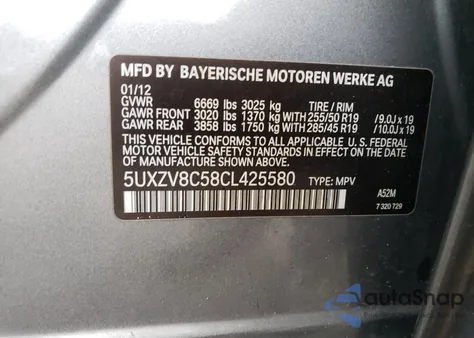 MFD BY BAYERISCHE MOTOREN WERKE AG
01/12
GVWR 6669 lbs 3025 kg TIRE / RIM
GAWR FRONT 3020 lbs 1370 kg WITH 255/50 R19 /9.0J x 19
GAWR REAR 3858 lbs 1750 kg WITH 285/45 R19 /10.0J x 19
THIS VEHICLE CONFORMS TO ALL APPLICABLE U.S. FEDERAL
MOTOR VEHICLE SAFETY STANDARDS IN EFFECT ON THE
DATE OF MANUFACTURE SHOWN ABOVE.
5UXZV8C58CL425580 TYPE: MPV
A52M
7 320 729
autoSnap